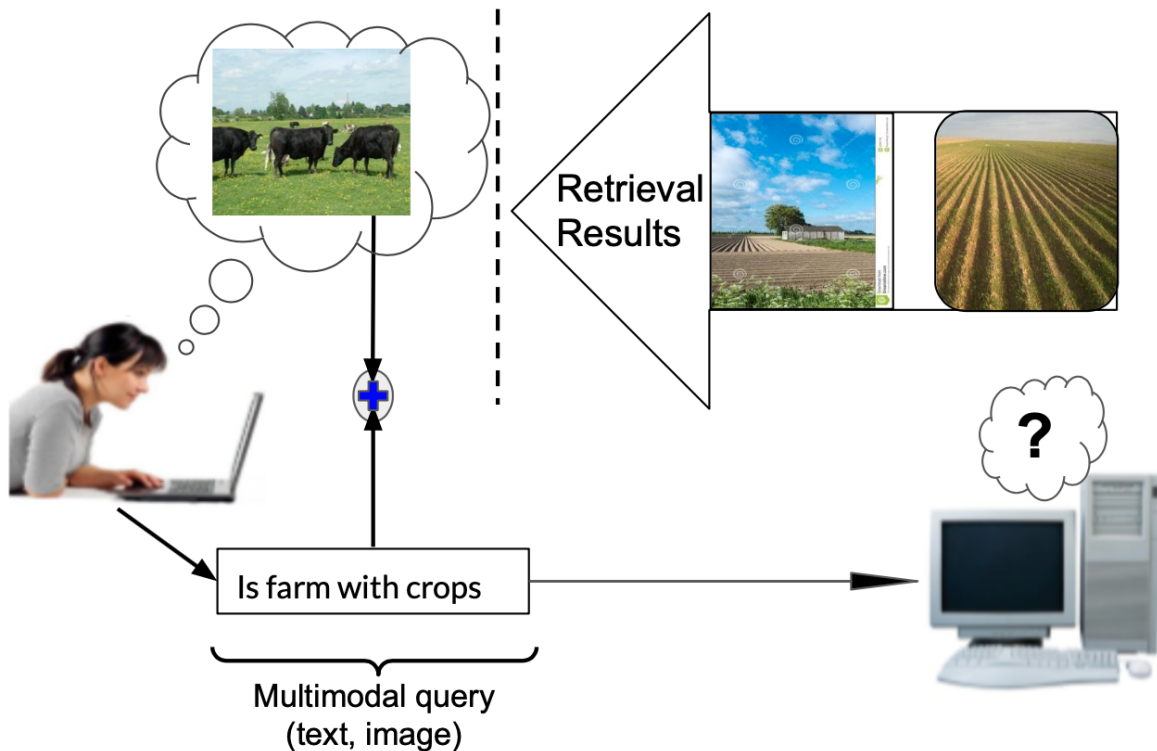 Retrieval
Results
?
Is farm with crops
Multimodal query
(text, image)